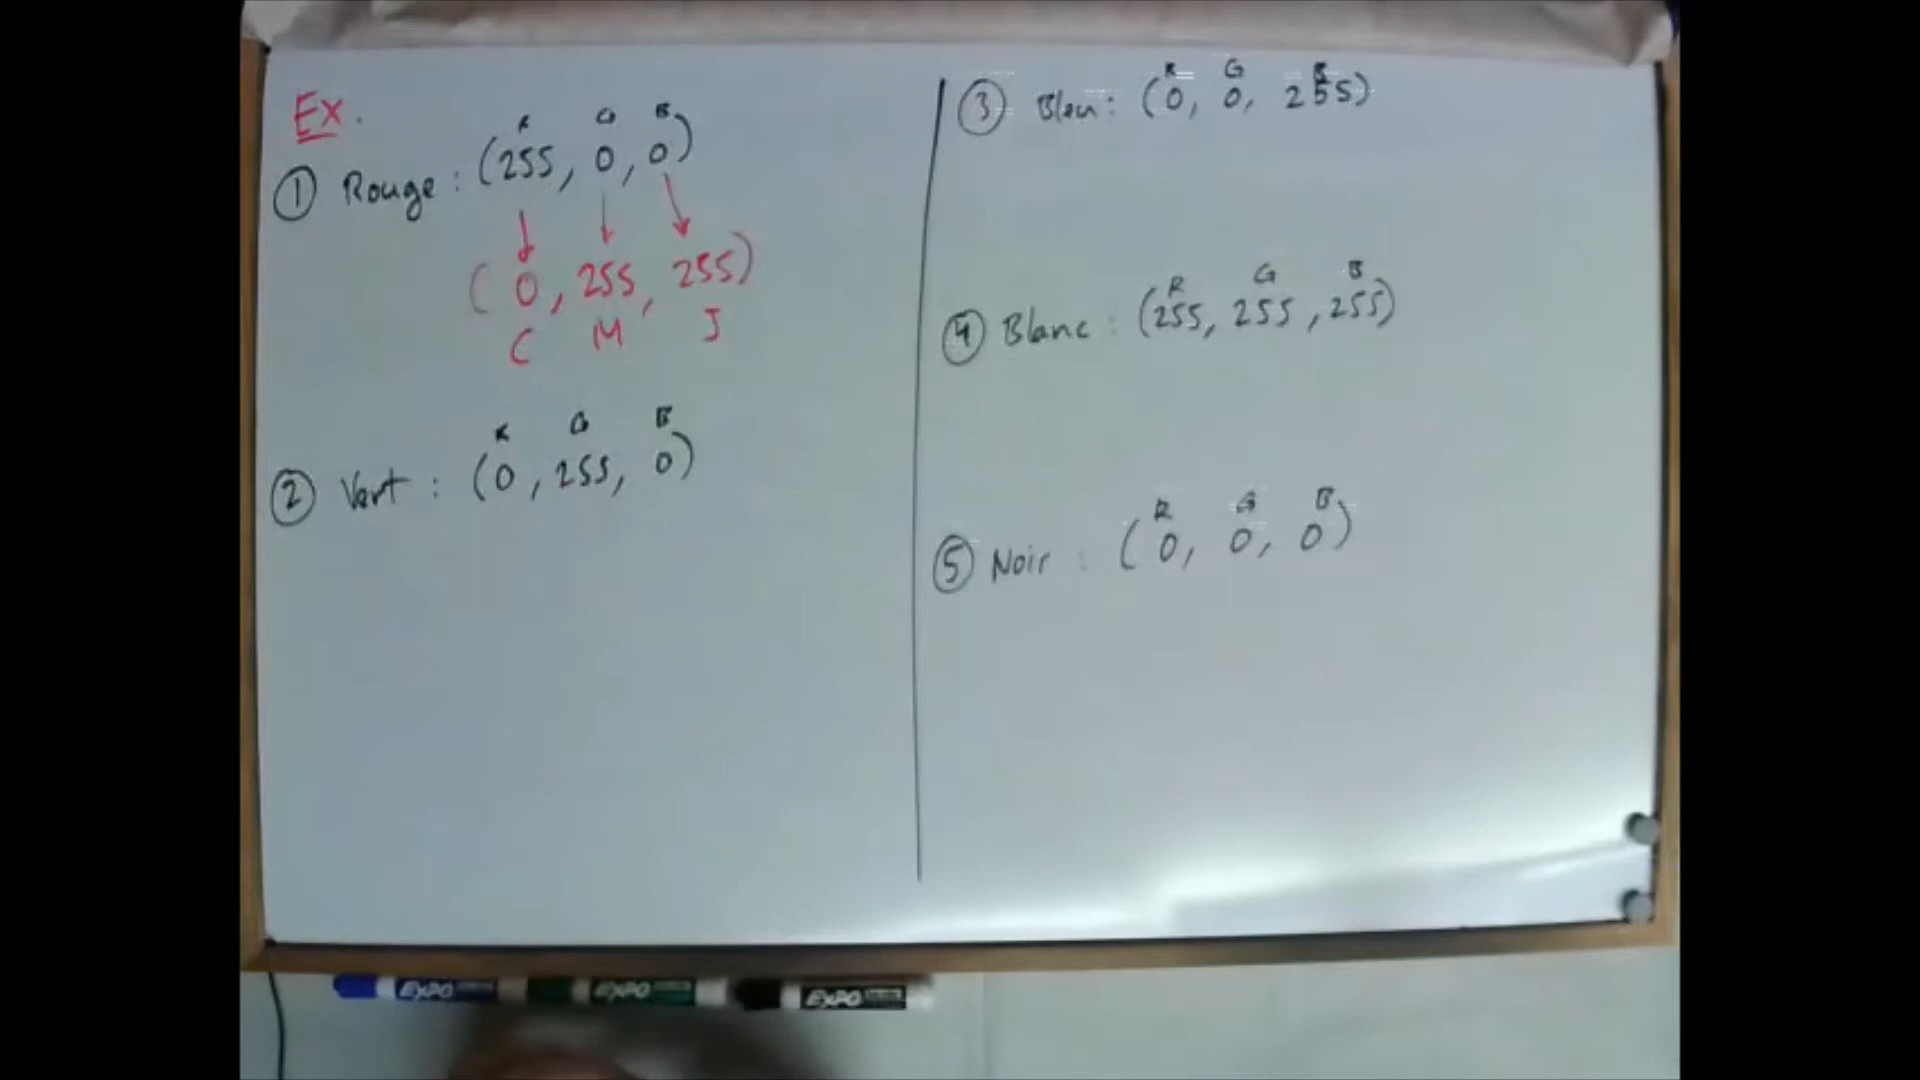 Ex.
R G B
① Rouge : (255, 0, 0)
(0, 255, 255)
C M J
R G B
② Vert : (0, 255, 0)
R G B
③ Bleu : (0, 0, 255)
R G B
④ Blanc : (255, 255, 255)
R G B
⑤ Noir : (0, 0, 0)
EXPO EXPO EXPO